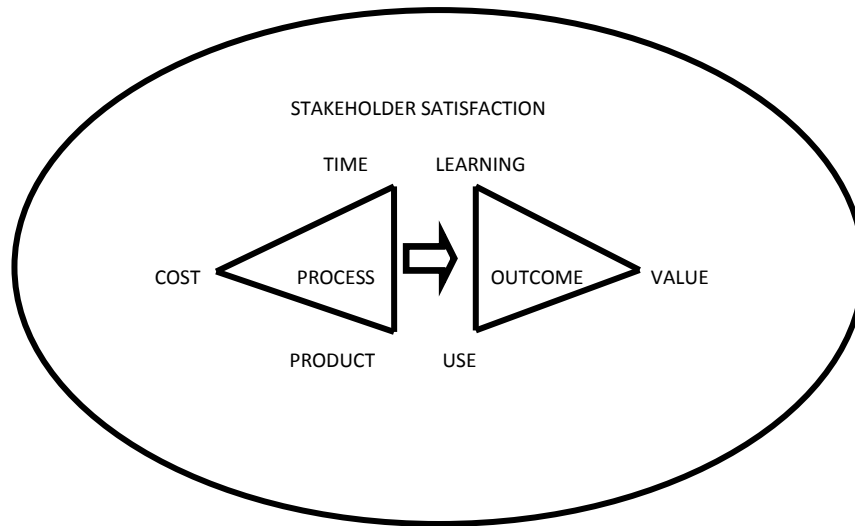 STAKEHOLDER SATISFACTION
TIME LEARNING
COST PROCESS OUTCOME VALUE
PRODUCT USE